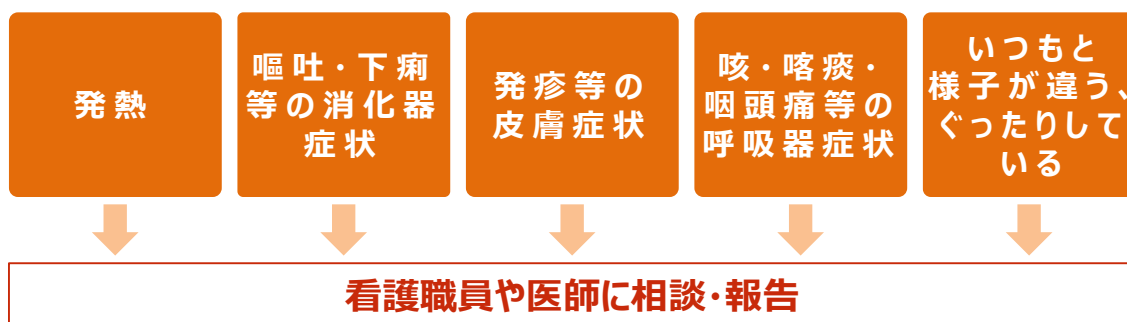 発熱
嘔吐・下痢
等の消化器
症状
発疹等の
皮膚症状
咳・喀痰・
咽頭痛等の
呼吸器症状
いつもと
様子が違う、
ぐったりして
いる
看護職員や医師に相談・報告